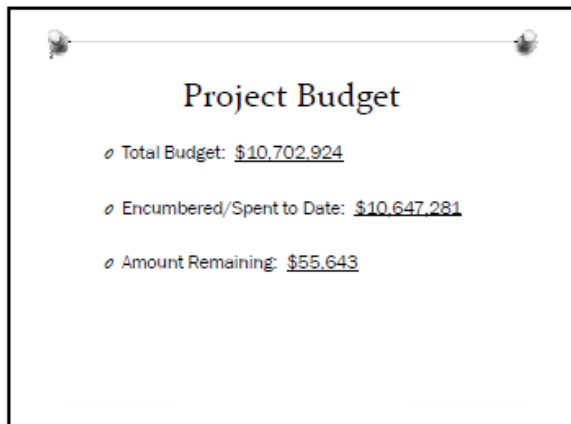 Project Budget
o Total Budget: $10,702,924
o Encumbered/Spent to Date: $10,647,281
o Amount Remaining: $55,643